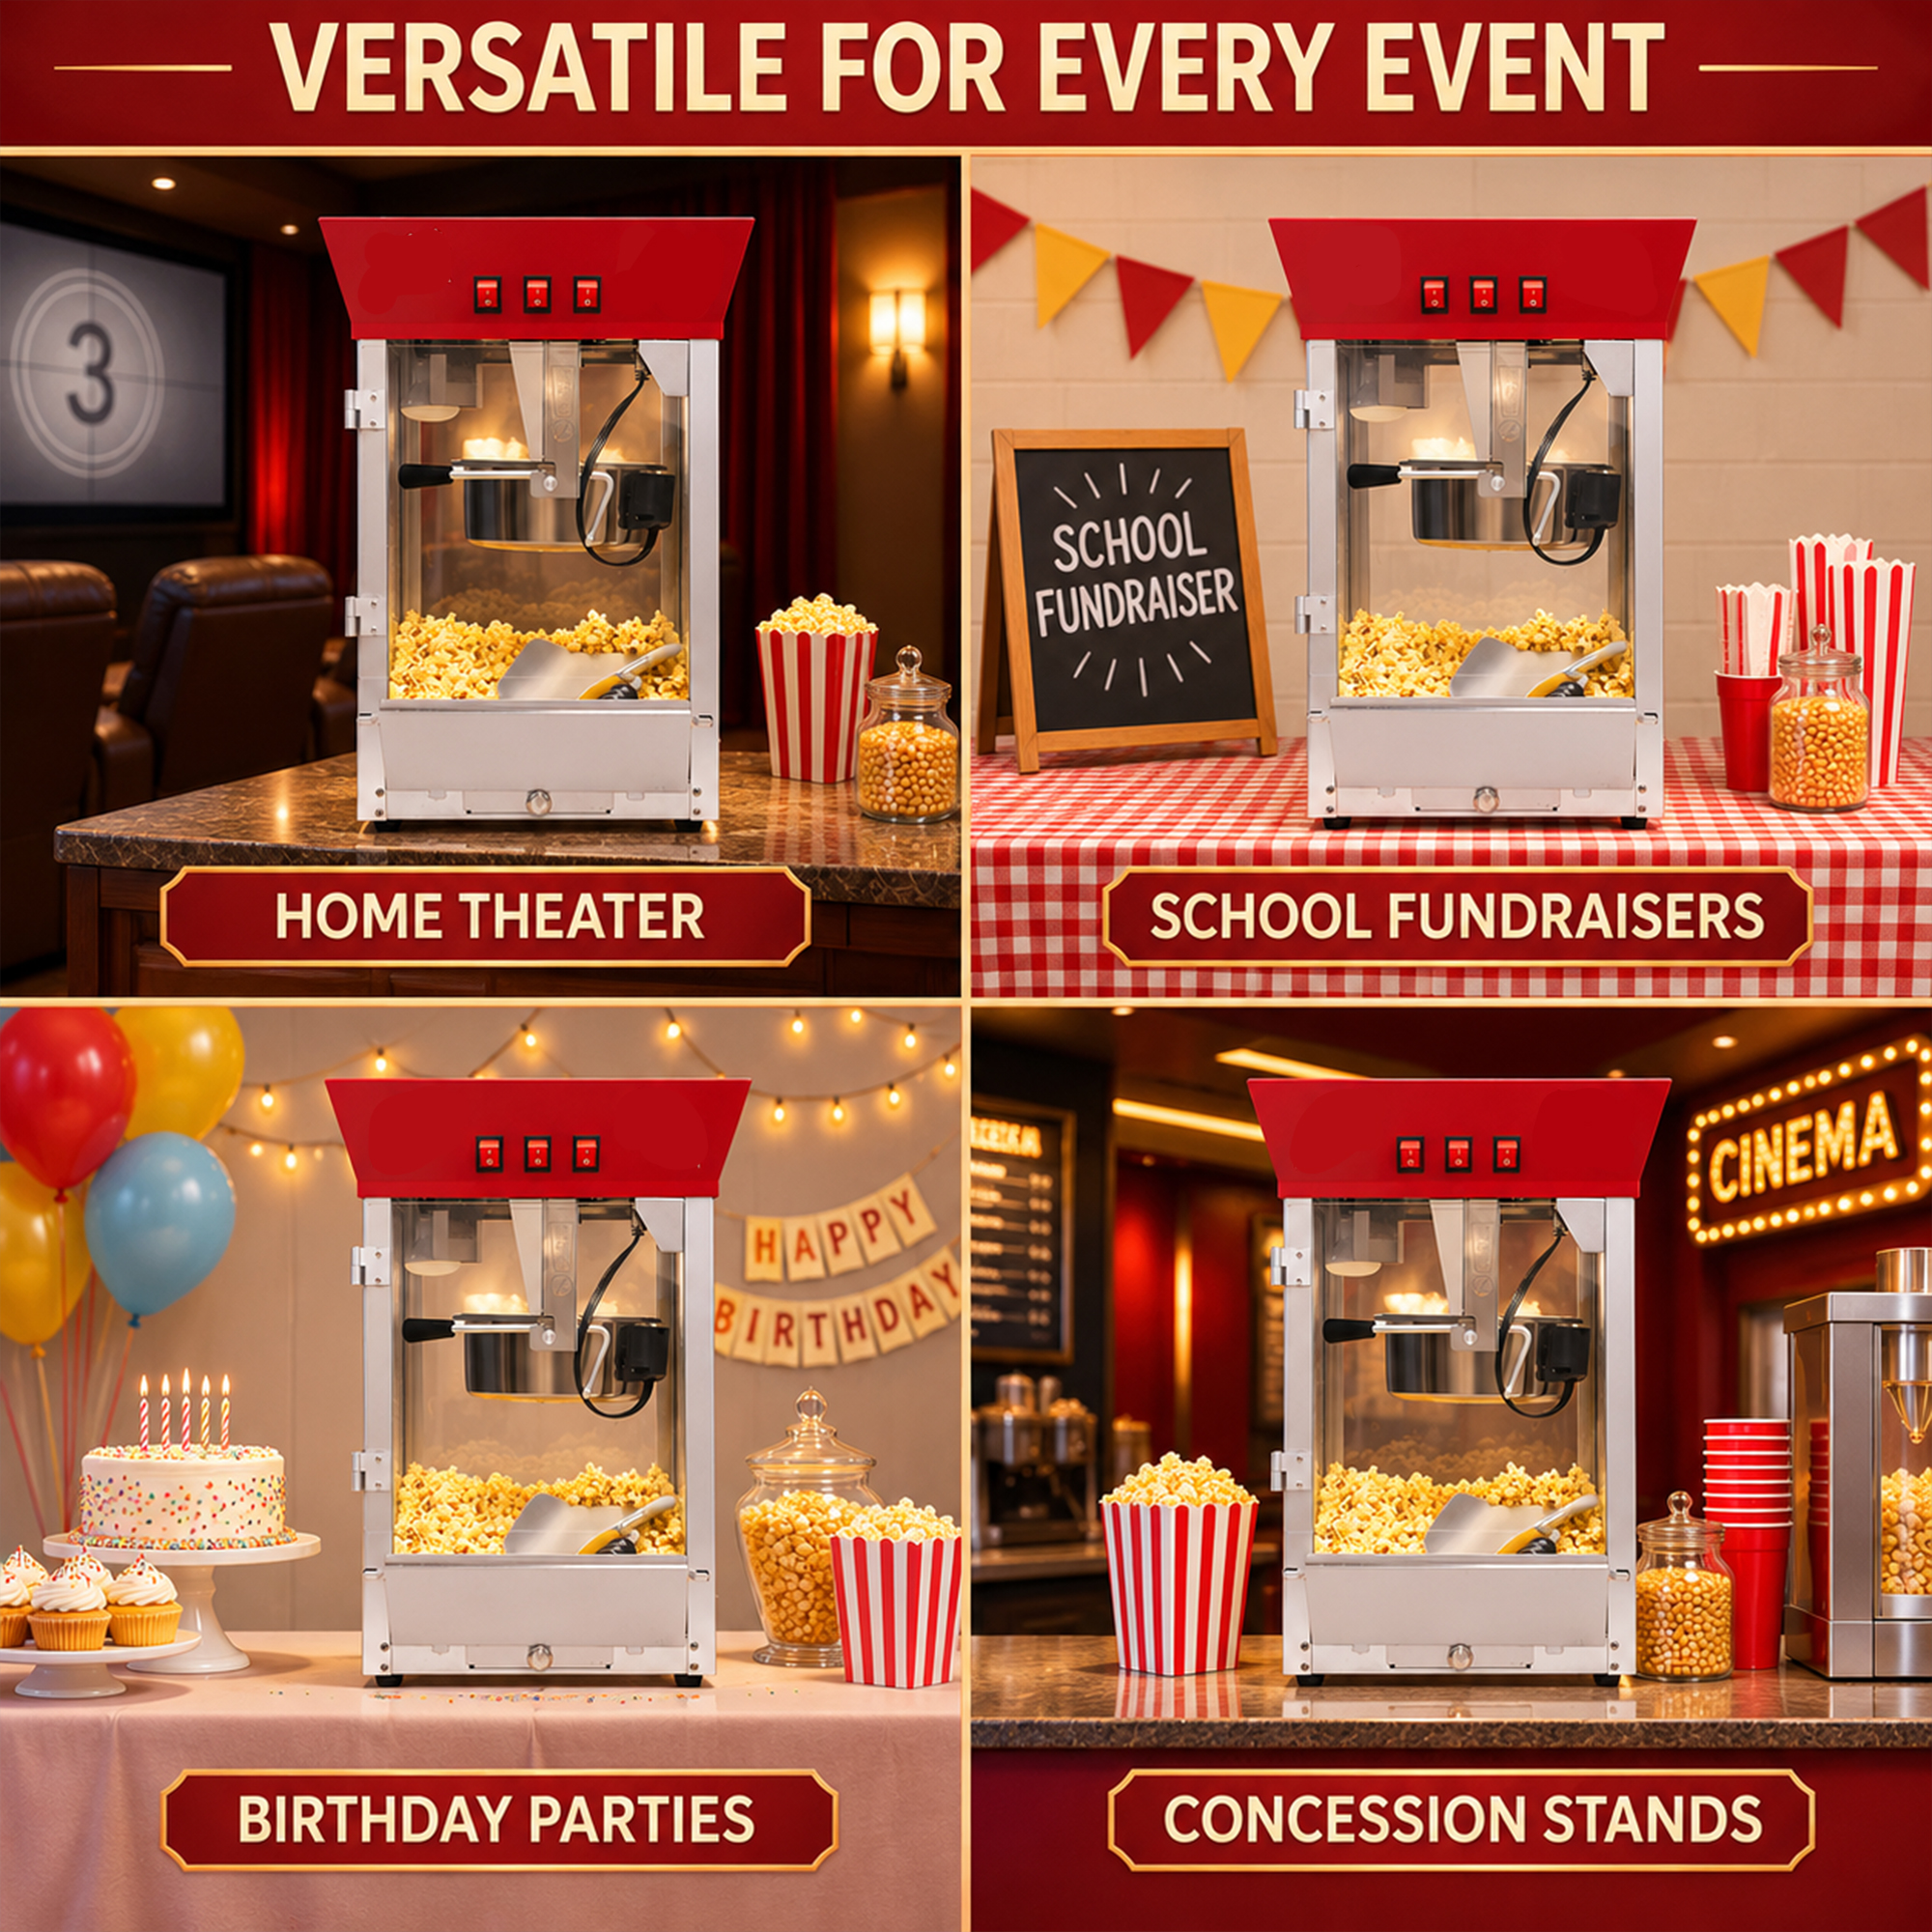 VERSATILE FOR EVERY EVENT
3
SCHOOL
FUNDRAISER
HOME THEATER
SCHOOL FUNDRAISERS
HAPPY
BIRTHDAY
CINEMA
BIRTHDAY PARTIES
CONCESSION STANDS